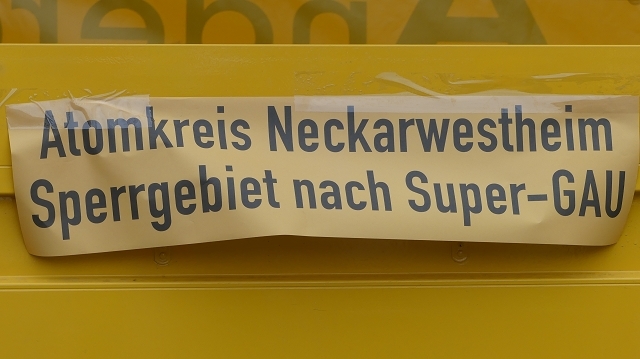 Atomkreis Neckarwestheim
Sperrgebiet nach Super-GAU